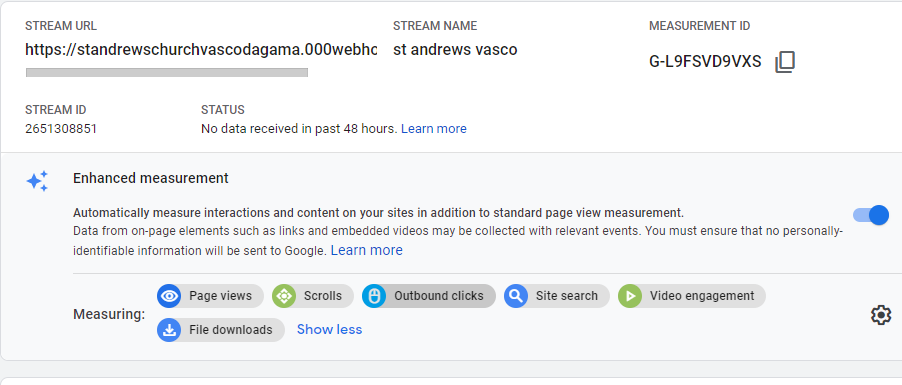 STREAM URL
STREAM NAME
MEASUREMENT ID
https://standrewschurchvascodagama.000webho
st andrews vasco
G-L9FSVD9VXS
STREAM ID
STATUS
2651308851
No data received in past 48 hours. Learn more
Enhanced measurement
Automatically measure interactions and content on your sites in addition to standard page view measurement.
Data from on-page elements such as links and embedded videos may be collected with relevant events. You must ensure that no personally-
identifiable information will be sent to Google. Learn more
Measuring:
Page views
Scrolls
Outbound clicks
Site search
Video engagement
File downloads
Show less